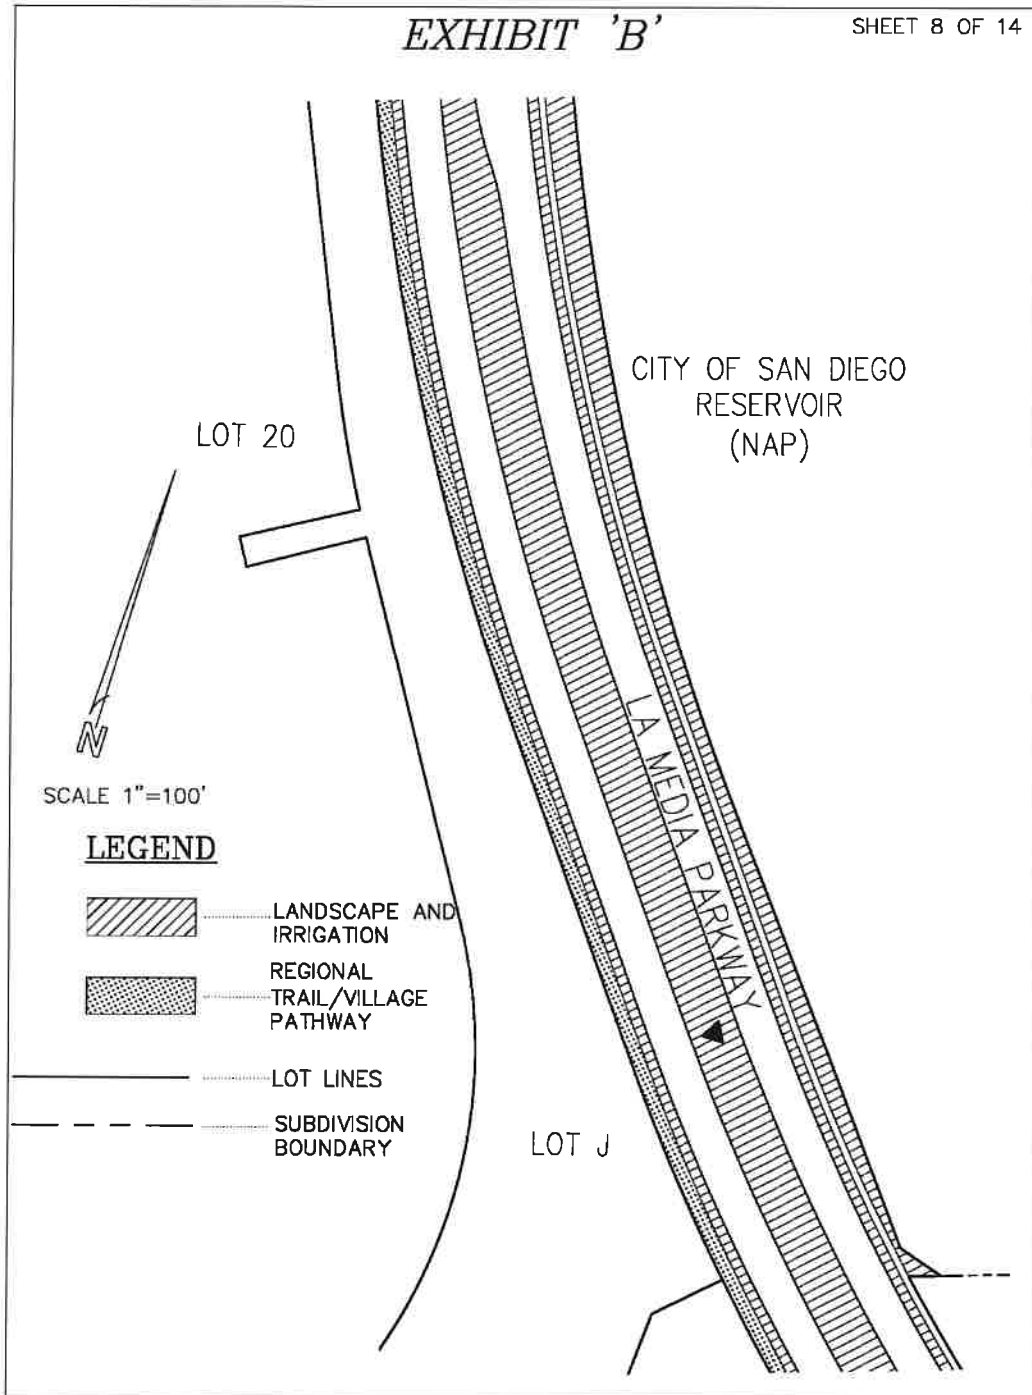 EXHIBIT 'B'
SHEET 8 OF 14
CITY OF SAN DIEGO
RESERVOIR
(NAP)
LOT 20
N
SCALE 1"=100'
LA MEDIA PARKWAY
LEGEND
LANDSCAPE AND
IRRIGATION
REGIONAL
TRAIL/VILLAGE
PATHWAY
LOT LINES
SUBDIVISION
BOUNDARY
LOT J